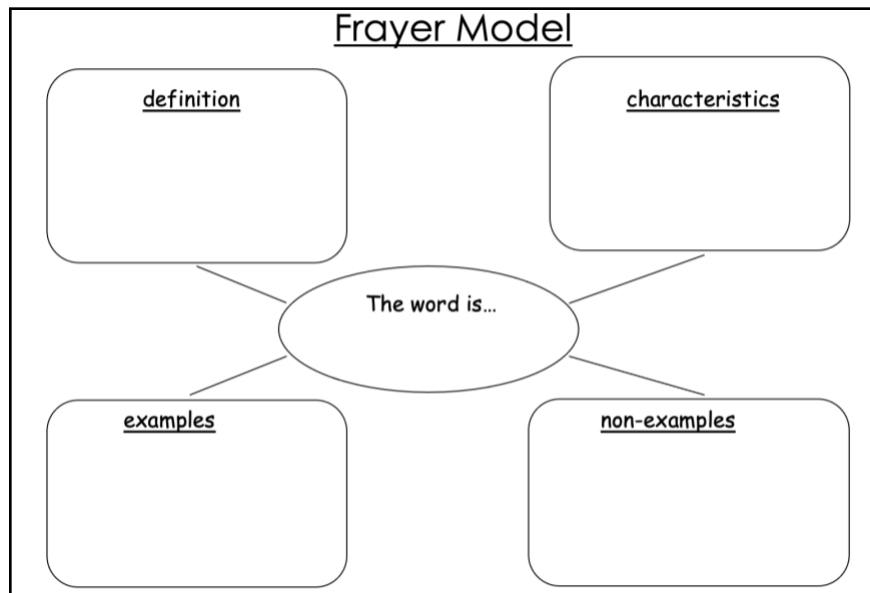 Frayer Model
definition
characteristics
The word is…
examples
non-examples